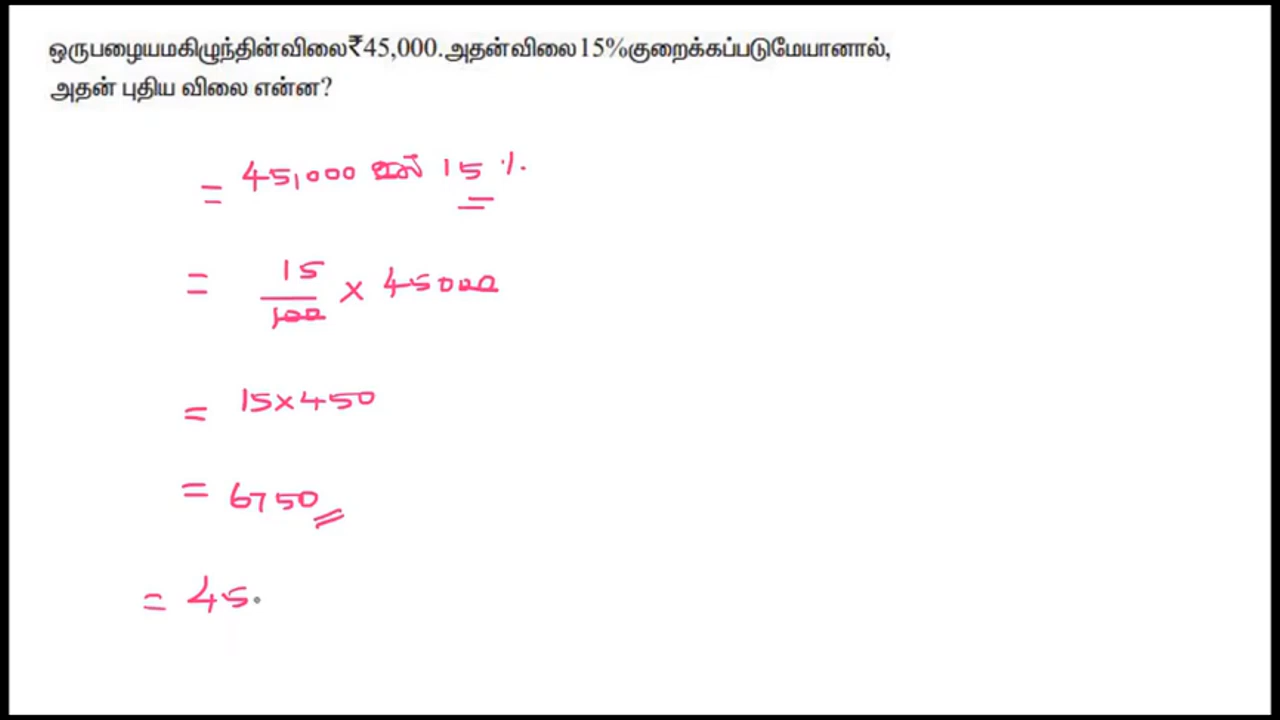 ஒருபழையமகிழுந்தின்விலை₹45,000.அதன்விலை15%குறைக்கப்படுமேயானால்,
அதன் புதிய விலை என்ன?
= 45,000 இல் 15 %
= 15/100 × 45000
= 15×450
= 6750
= 45